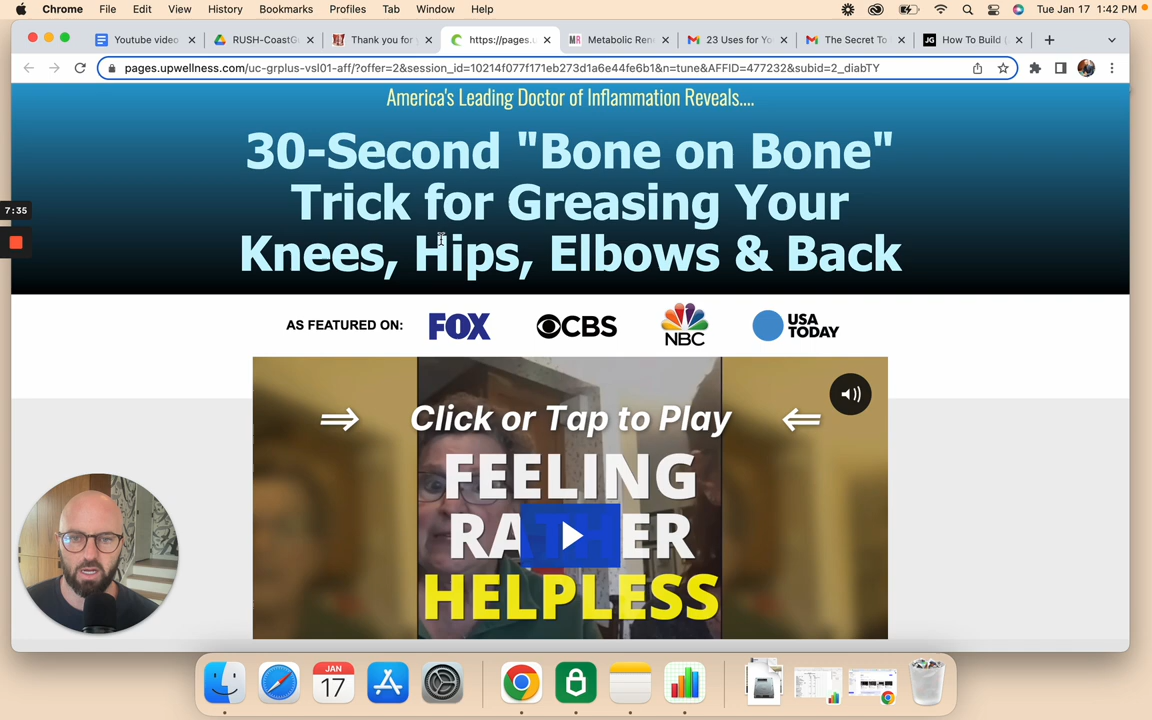 Chrome File Edit View History Bookmarks Profiles Tab Window Help Tue Jan 17 1:42 PM
Youtube video RUSH-CoastG Thank you for https://pages. Metabolic Ren 23 Uses for Yo The Secret To JG How To Build (
pages.upwellness.com/uc-grplus-vsl01-aff/?offer=2&session_id=10214f077f171eb273d1a6e44fe6b1&n=tune&AFFID=477232&subid=2_diabTY
America's Leading Doctor of Inflammation Reveals....
30-Second "Bone on Bone"
Trick for Greasing Your
Knees, Hips, Elbows & Back
7:35
AS FEATURED ON: FOX CBS NBC USA TODAY
⇒ Click or Tap to Play ⇐
FEELING
RATHER
HELPLESS
JAN
17